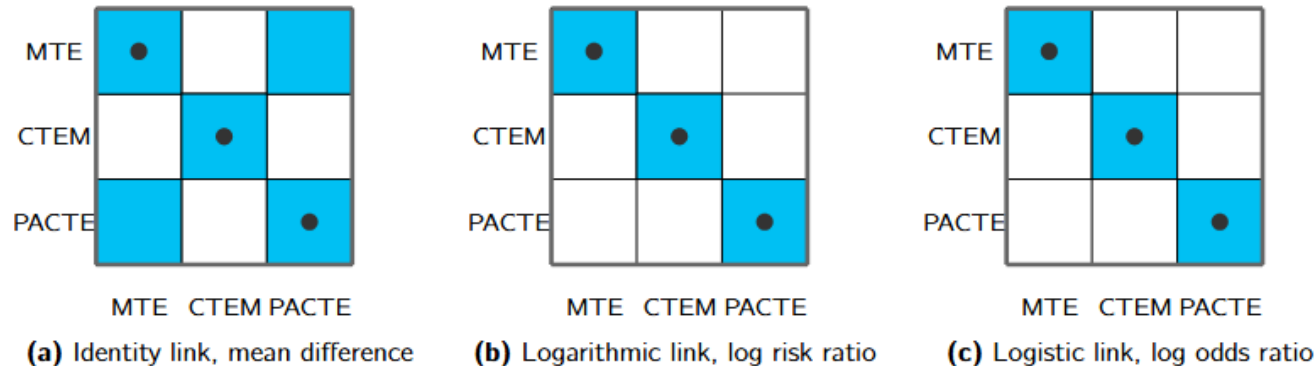 MTE
CTEM
PACTE
MTE CTEM PACTE
(a) Identity link, mean difference
MTE
CTEM
PACTE
MTE CTEM PACTE
(b) Logarithmic link, log risk ratio
MTE
CTEM
PACTE
MTE CTEM PACTE
(c) Logistic link, log odds ratio